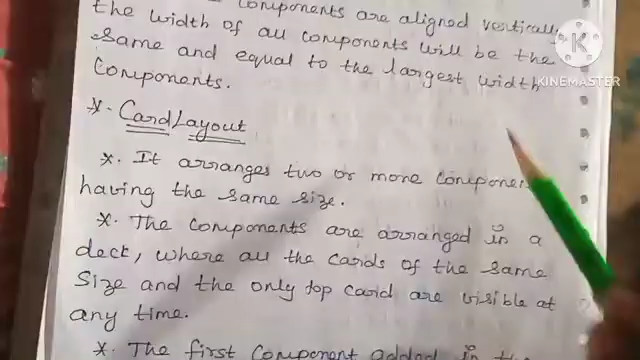 components are aligned vertically
the width of all components will be the
same and equal to the largest width
components.
*. Card Layout
*. It arranges two or more
having the same size.
*. The components are arranged in a
deck, where all the cards of the same
size and the only top card are visible at
any time.
*. The first component added in the
KINEMASTER